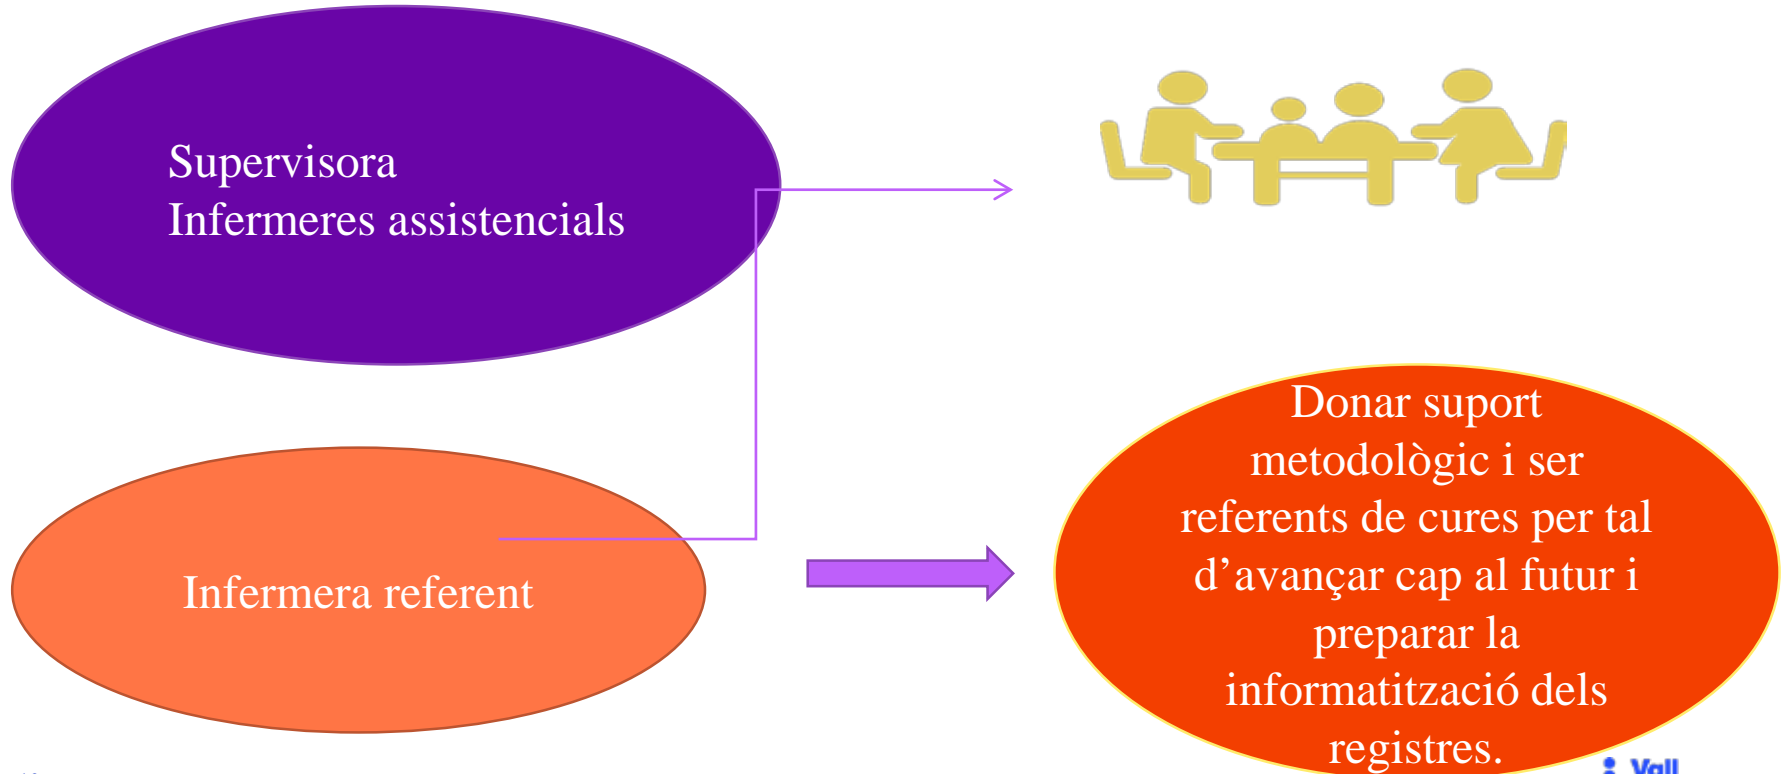 Supervisora
Infermeres assistencials
Infermera referent
Donar suport
metodològic i ser
referents de cures per tal
d’avançar cap al futur i
preparar la
informatització dels
registres.
Vall